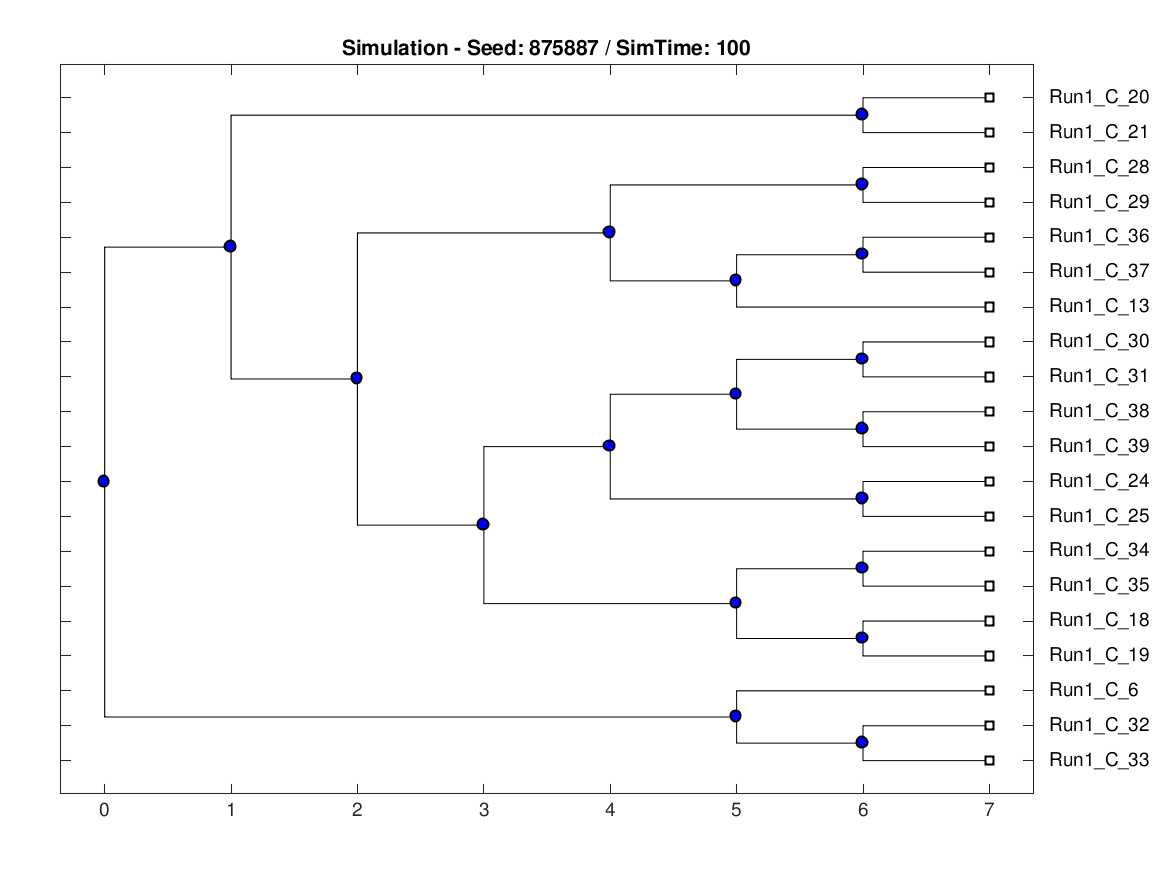 Simulation - Seed: 875887 / SimTime: 100
Run1_C_20
Run1_C_21
Run1_C_28
Run1_C_29
Run1_C_36
Run1_C_37
Run1_C_13
Run1_C_30
Run1_C_31
Run1_C_38
Run1_C_39
Run1_C_24
Run1_C_25
Run1_C_34
Run1_C_35
Run1_C_18
Run1_C_19
Run1_C_6
Run1_C_32
Run1_C_33
0 1 2 3 4 5 6 7